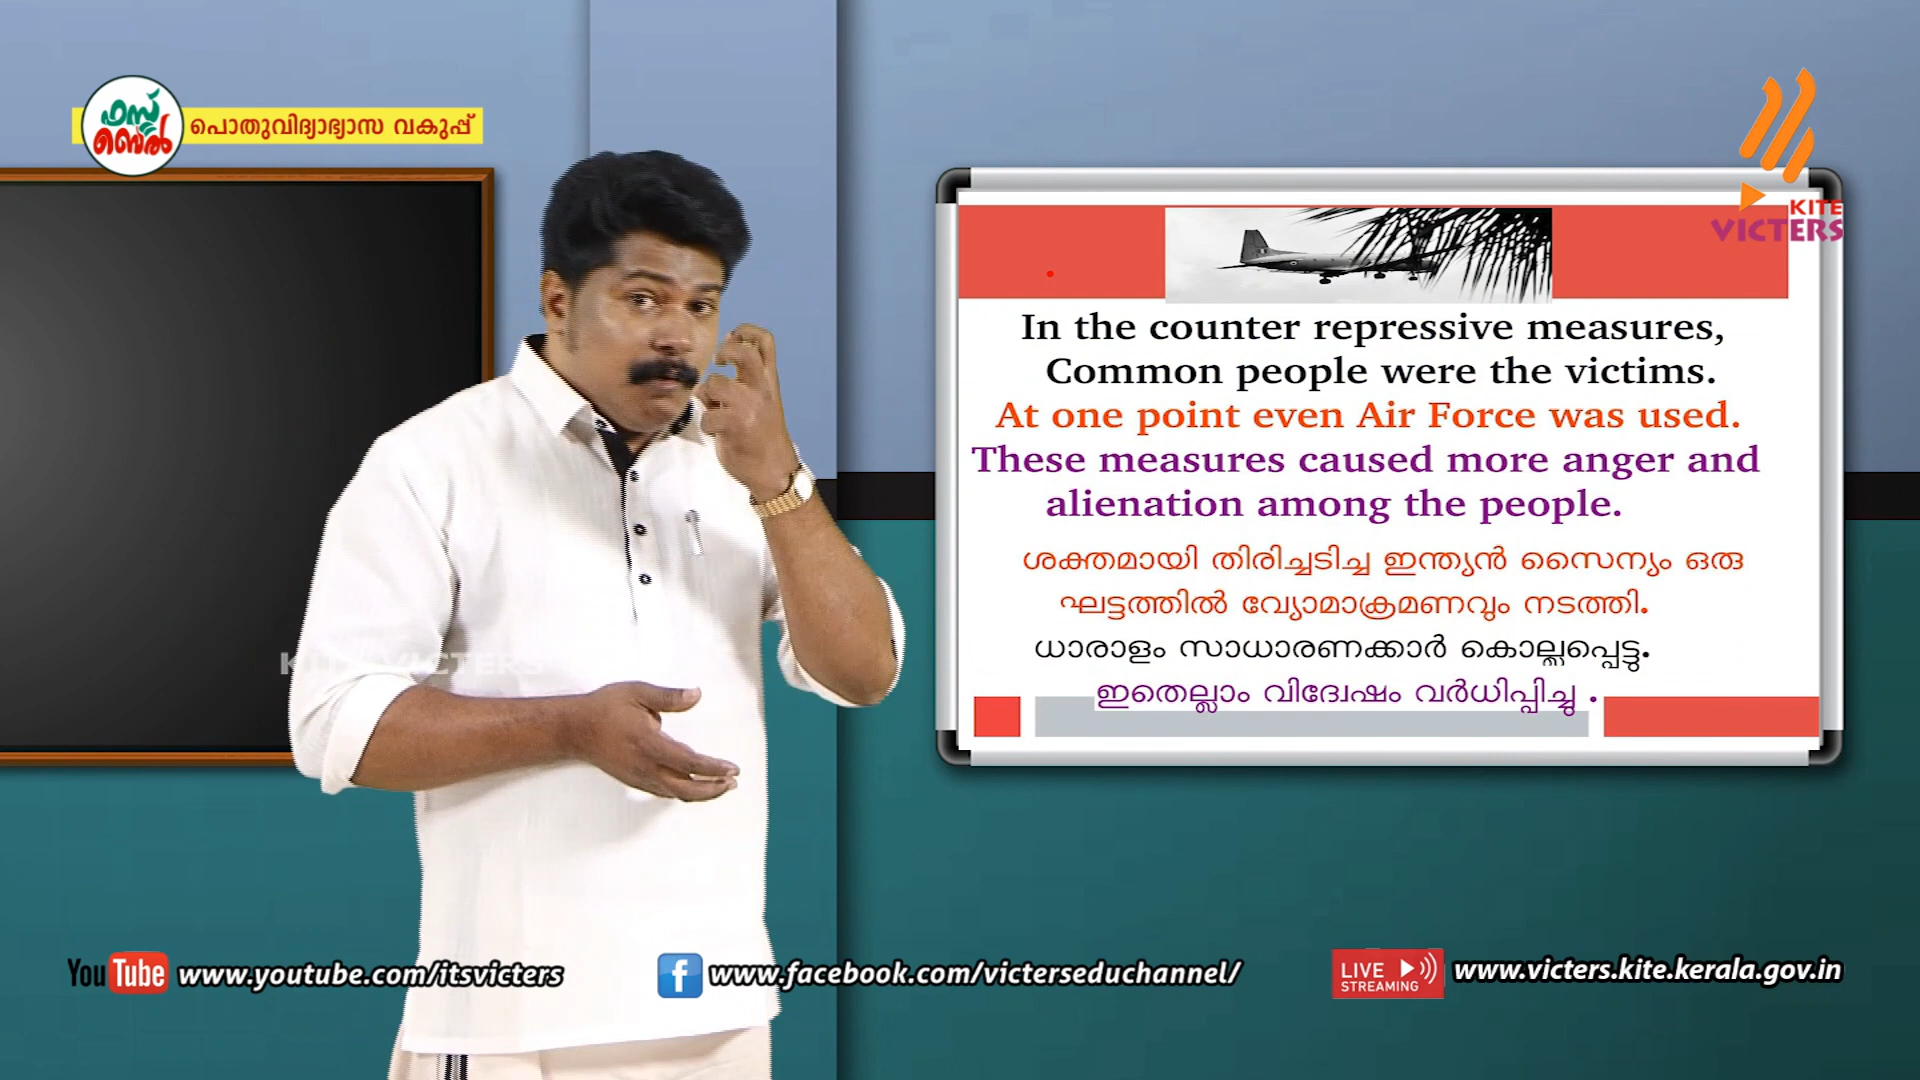 ഫസ്റ്റ്
ബെൽ
പൊതുവിദ്യാഭ്യാസ വകുപ്പ്
KITE
VICTERS
In the counter repressive measures,
Common people were the victims.
At one point even Air Force was used.
These measures caused more anger and
alienation among the people.
ശക്തമായി തിരിച്ചടിച്ച ഇന്ത്യൻ സൈന്യം ഒരു
ഘട്ടത്തിൽ വ്യോമാക്രമണവും നടത്തി.
ധാരാളം സാധാരണക്കാർ കൊല്ലപ്പെട്ടു.
ഇതെല്ലാം വിദ്വേഷം വർധിപ്പിച്ചു .
KITE VICTERS
YouTube www.youtube.com/itsvicters
f www.facebook.com/victerseduchannel/
LIVE STREAMING www.victers.kite.kerala.gov.in